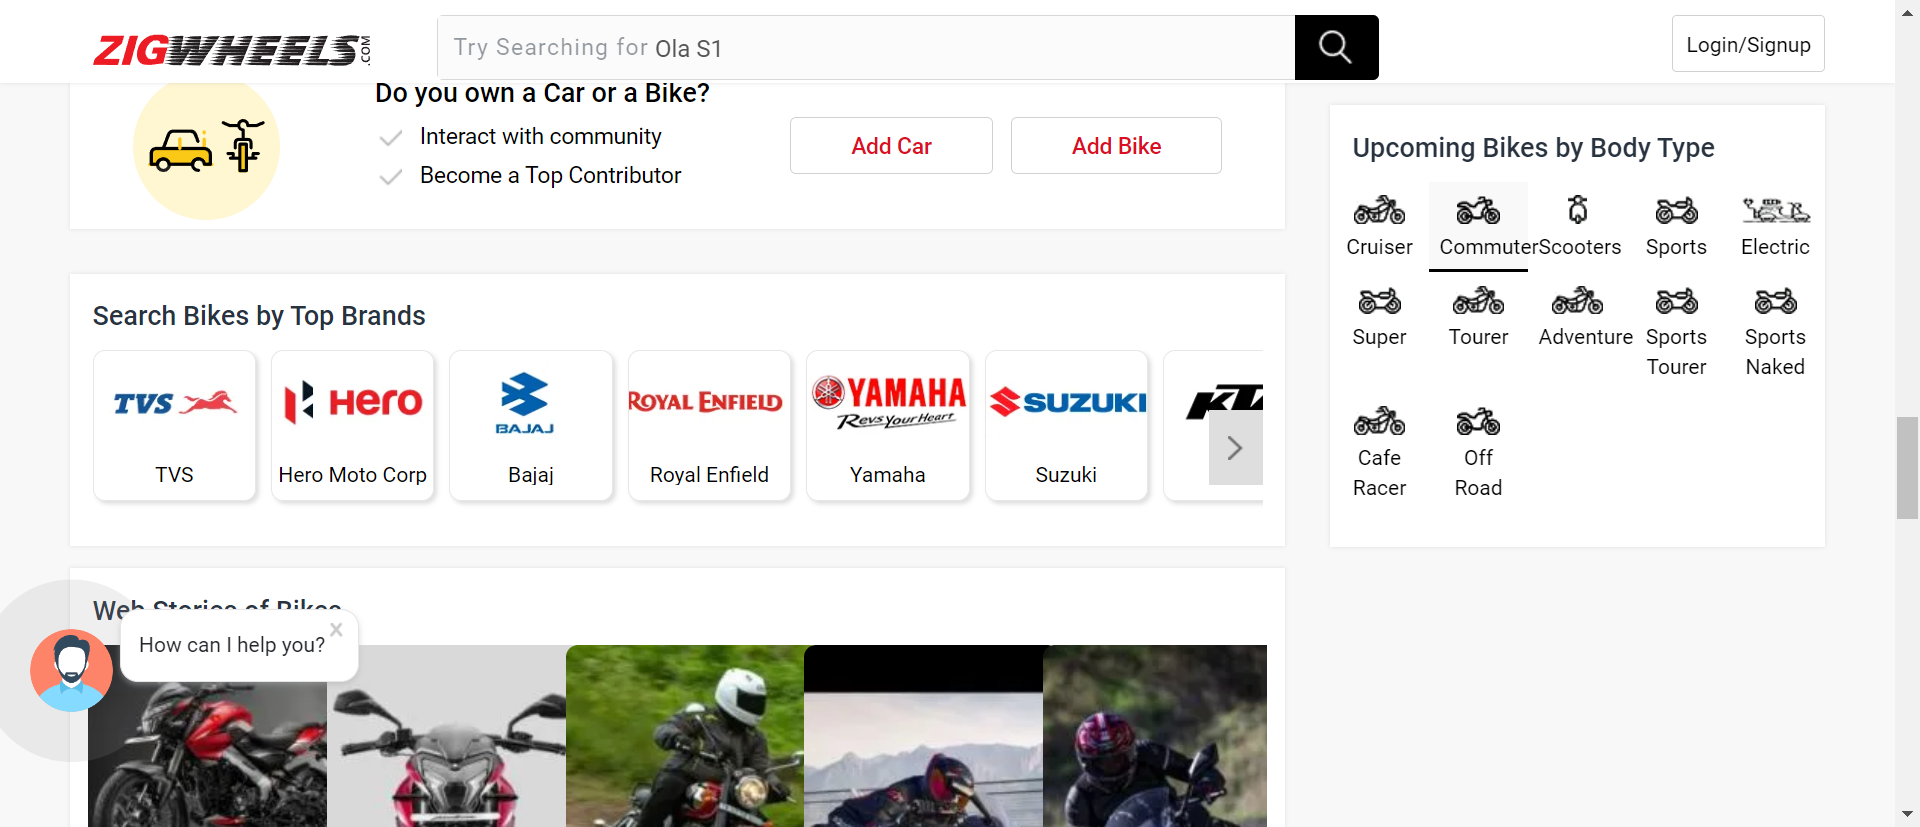 ZIGWHEELS.COM
Try Searching for Ola S1
Login/Signup
Do you own a Car or a Bike?
Interact with community
Become a Top Contributor
Add Car
Add Bike
Upcoming Bikes by Body Type
Cruiser
Commuter
Scooters
Sports
Electric
Super
Tourer
Adventure
Sports Tourer
Sports Naked
Cafe Racer
Off Road
Search Bikes by Top Brands
TVS
TVS
Hero
Hero Moto Corp
BAJAJ
Bajaj
ROYAL ENFIELD
Royal Enfield
YAMAHA
Revs Your Heart
Yamaha
SUZUKI
Suzuki
Web Stories of Bikes
How can I help you?